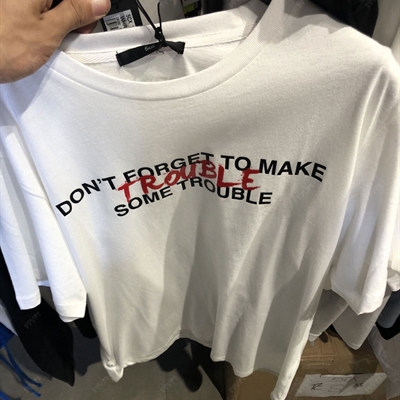 DON'T FORGET TO MAKE
TROUBLE
SOME TROUBLE